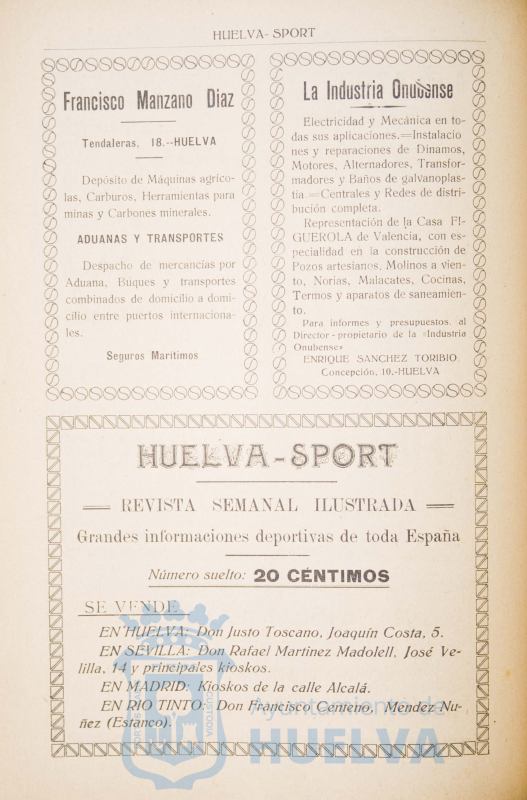 HUELVA-SPORT
Francisco Manzano Diaz
Tendaleras, 18.--HUELVA
Depósito de Máquinas agríco-
las, Carburos, Herramientas para
minas y Carbones minerales.
ADUANAS Y TRANSPORTES
Despacho de mercancías por
Aduana, Buques y transportes
combinados de domicilio a domi-
cilio entre puertos internaciona-
les.
Seguros Marítimos
La Industria Onubense
Electricidad y Mecánica en to-
das sus aplicaciones.=Instalacio
nes y reparaciones de Dinamos,
Motores, Alternadores, Transfor-
madores y Baños de galvanoplas-
tia.=Centrales y Redes de distri-
bución completa.
Representación de la Casa FI-
GUEROLA de Valencia, con es-
pecialidad en la construcción de
Pozos artesianos, Molinos a vien-
to, Norias, Malacates, Cocinas,
Termos y aparatos de saneamien-
to.
Para informes y presupuestos, al
Director-propietario de la «Industria
Onubense»
ENRIQUE SANCHEZ TORIBIO.
Concepción, 10.-HUELVA
HUELVA-SPORT
REVISTA SEMANAL ILUSTRADA
Grandes informaciones deportivas de toda España
Número suelto: 20 CÉNTIMOS
SE VENDE
EN HUELVA: Don Justo Toscano, Joaquín Costa, 5.
EN SEVILLA: Don Rafael Martinez Madolell, José Ve-
lilla, 14 y principales kioskos.
EN MADRID: Kioskos de la calle Alcalá.
EN RIO TINTO: Don Francisco Centeno, Méndez Nu-
ñez (Estanco).
Ayuntamiento de
HUELVA